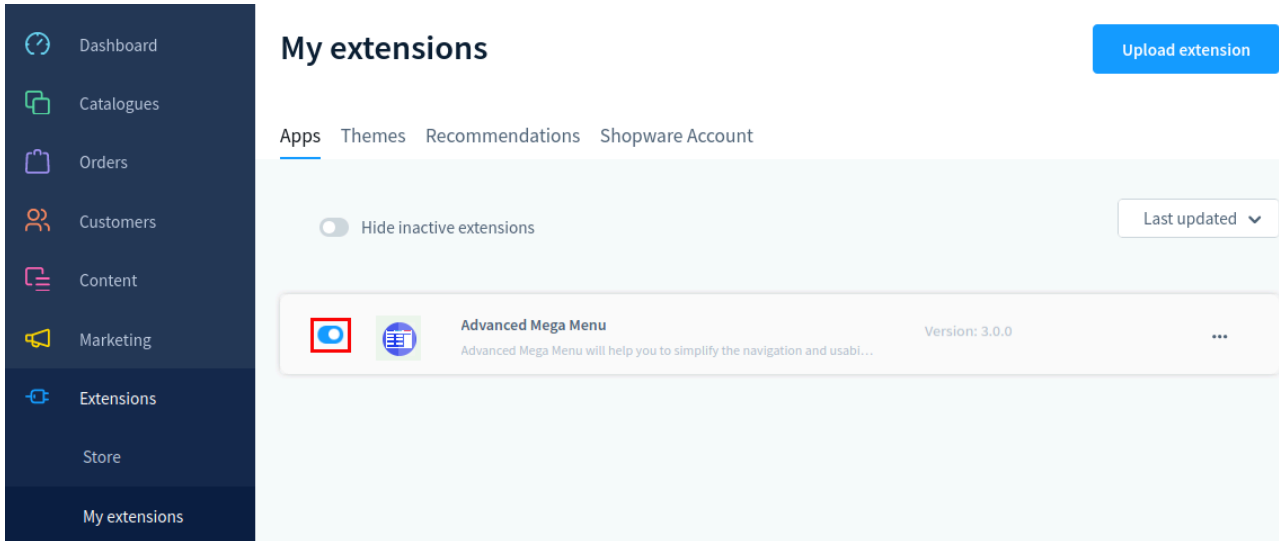 Dashboard
Catalogues
Orders
Customers
Content
Marketing
Extensions
Store
My extensions
My extensions
Upload extension
Apps Themes Recommendations Shopware Account
Hide inactive extensions
Last updated
Advanced Mega Menu
Advanced Mega Menu will help you to simplify the navigation and usabi...
Version: 3.0.0